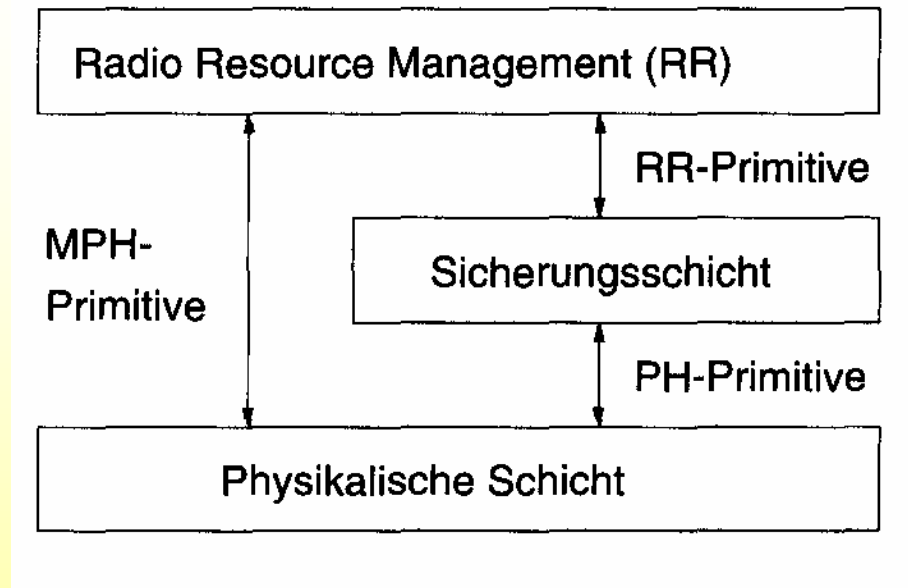 Radio Resource Management (RR)
RR-Primitive
MPH-
Primitive
Sicherungsschicht
PH-Primitive
Physikalische Schicht